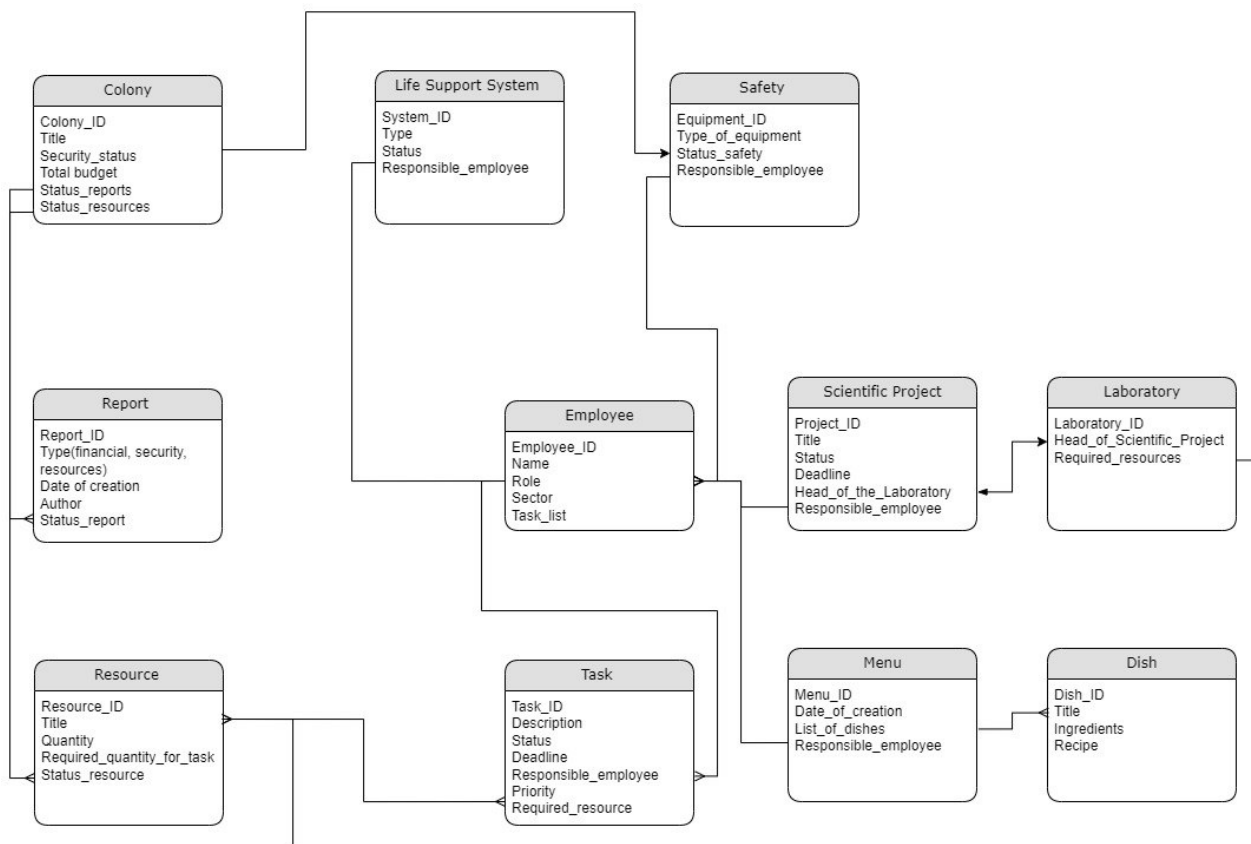 Colony
Colony_ID
Title
Security_status
Total budget
Status_reports
Status_resources
Life Support System
System_ID
Type
Status
Responsible_employee
Safety
Equipment_ID
Type_of_equipment
Status_safety
Responsible_employee
Report
Report_ID
Type(financial, security,
resources)
Date of creation
Author
Status_report
Employee
Employee_ID
Name
Role
Sector
Task_list
Scientific Project
Project_ID
Title
Status
Deadline
Head_of_the_Laboratory
Responsible_employee
Laboratory
Laboratory_ID
Head_of_Scientific_Project
Required_resources
Resource
Resource_ID
Title
Quantity
Required_quantity_for_task
Status_resource
Task
Task_ID
Description
Status
Deadline
Responsible_employee
Priority
Required_resource
Menu
Menu_ID
Date_of_creation
List_of_dishes
Responsible_employee
Dish
Dish_ID
Title
Ingredients
Recipe